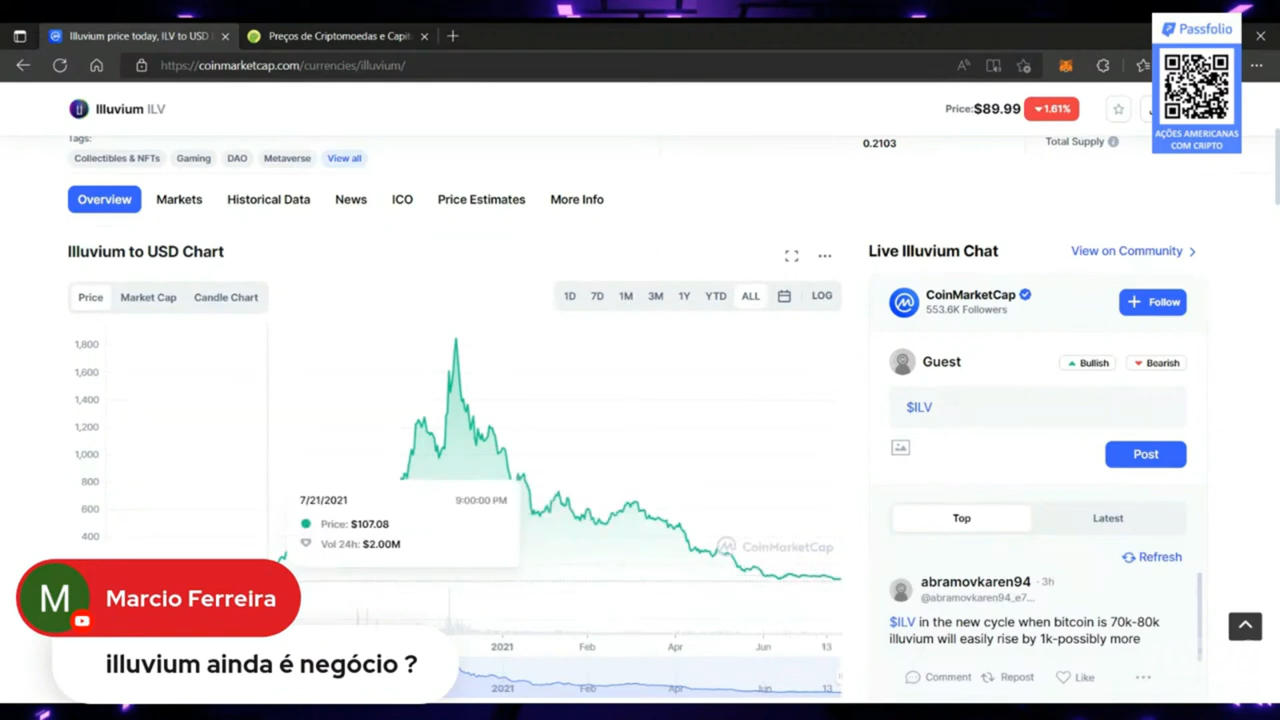 Illuvium price today, ILV to USD
Preços de Criptomoedas e Capit
Passfolio
https://coinmarketcap.com/currencies/illuvium/
AÇÕES AMERICANAS
COM CRIPTO
Illuvium ILV
Price: $89.99 1.61%
Tags:
0.2103
Total Supply
Collectibles & NFTs Gaming DAO Metaverse View all
Overview Markets Historical Data News ICO Price Estimates More Info
Illuvium to USD Chart
Price Market Cap Candle Chart
1D 7D 1M 3M 1Y YTD ALL LOG
1,800
1,600
1,400
1,200
1,000
800
600
400
7/21/2021 9:00:00 PM
Price: $107.08
Vol 24h: $2.00M
CoinMarketCap
2021 Feb Apr Jun 13
2021 Feb Apr Jun 13
Live Illuvium Chat
View on Community
CoinMarketCap
553.6K Followers
Follow
Guest
Bullish
Bearish
$ILV
Post
Top
Latest
Refresh
abramovkaren94 · 3h
@abramovkaren94_e7...
$ILV in the new cycle when bitcoin is 70k-80k
illuvium will easily rise by 1k-possibly more
Comment Repost Like
M
Marcio Ferreira
illuvium ainda é negócio ?